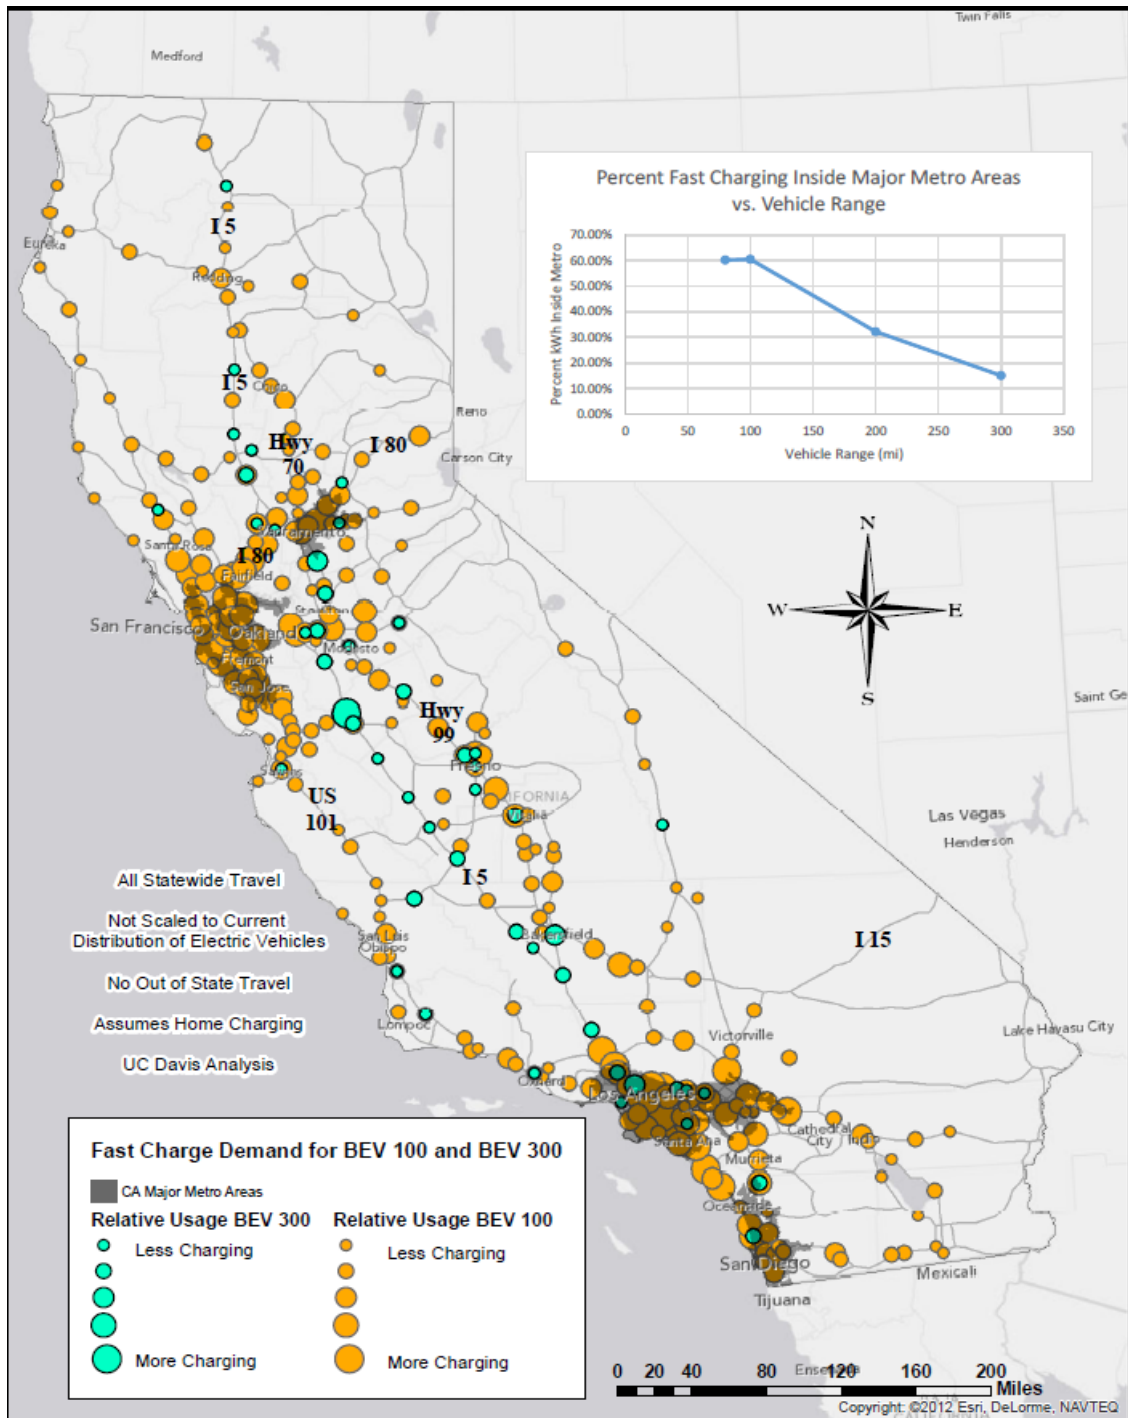 Twin Falls
Medford
Percent Fast Charging Inside Major Metro Areas
vs. Vehicle Range
70.00%
60.00%
50.00%
40.00%
30.00%
20.00%
10.00%
0.00%
Percent kWh Inside Metro
0
50
100
150
200
250
300
350
Vehicle Range (mi)
I 5
Eureka
Redding
I 5
Chico
Reno
Hwy
70
I 80
Carson City
Sacramento
Santa Rosa
I 80
Fairfield
N
W
E
S
Stockton
San Francisco
Oakland
Modesto
Fremont
San Jose
Saint Ge
Hwy
99
Fresno
Salinas
US
101
CALIFORNIA
Visalia
Las Vegas
Henderson
I 5
All Statewide Travel
Not Scaled to Current
Distribution of Electric Vehicles
No Out of State Travel
Assumes Home Charging
UC Davis Analysis
San Luis
Obispo
Bakersfield
I 15
Lompoc
Victorville
Lake Havasu City
Oxnard
Los Angeles
Santa Ana
Cathedral
City
Indio
Murrieta
Oceanside
San Diego
Mexicali
Tijuana
Ensenada
Fast Charge Demand for BEV 100 and BEV 300
CA Major Metro Areas
Relative Usage BEV 300
Relative Usage BEV 100
Less Charging
Less Charging
More Charging
More Charging
0 20 40 80 120 160 200
Miles
Copyright: ©2012 Esri, DeLorme, NAVTEQ
CALIFORNIA